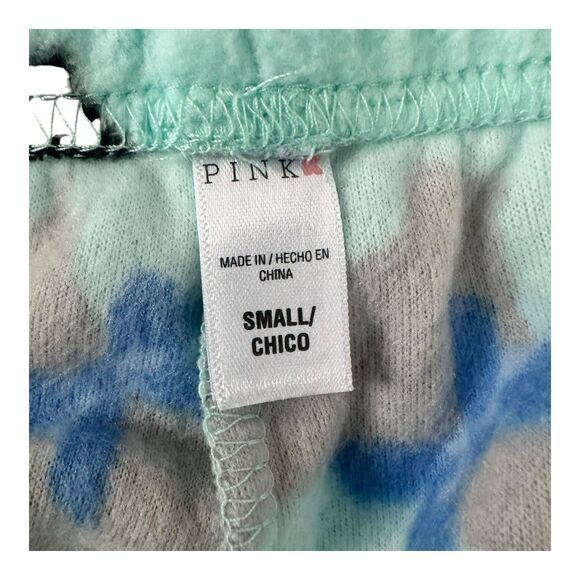 PINK
MADE IN / HECHO EN
CHINA
SMALL/
CHICO